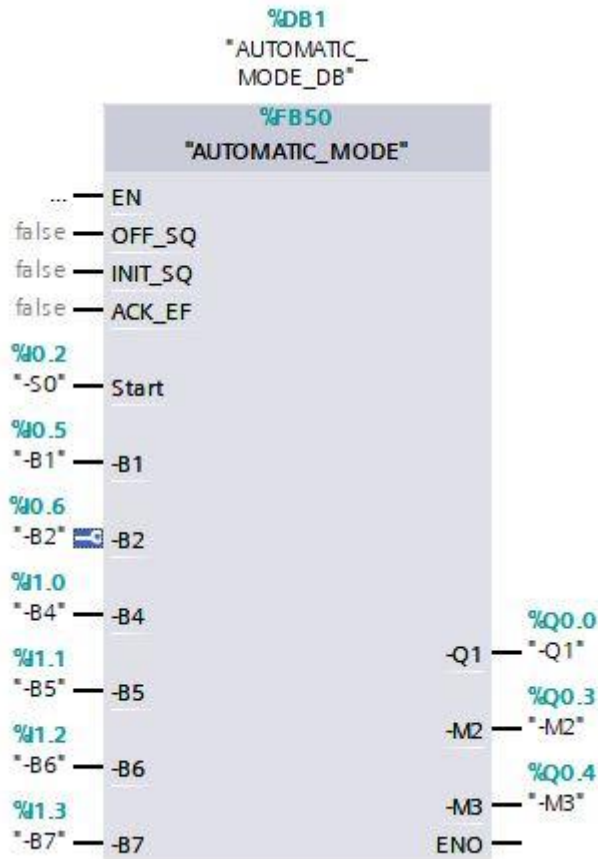 %DB1
"AUTOMATIC_
MODE_DB"
%FB50
"AUTOMATIC_MODE"
... EN
false OFF_SQ
false INIT_SQ
false ACK_EF
%I0.2
"-S0" Start
%I0.5
"-B1" -B1
%I0.6
"-B2" -B2
%I1.0
"-B4" -B4
%Q0.0
-Q1 "-Q1"
%I1.1
"-B5" -B5
%Q0.3
-M2 "-M2"
%I1.2
"-B6" -B6
%Q0.4
-M3 "-M3"
%I1.3
"-B7" -B7
ENO